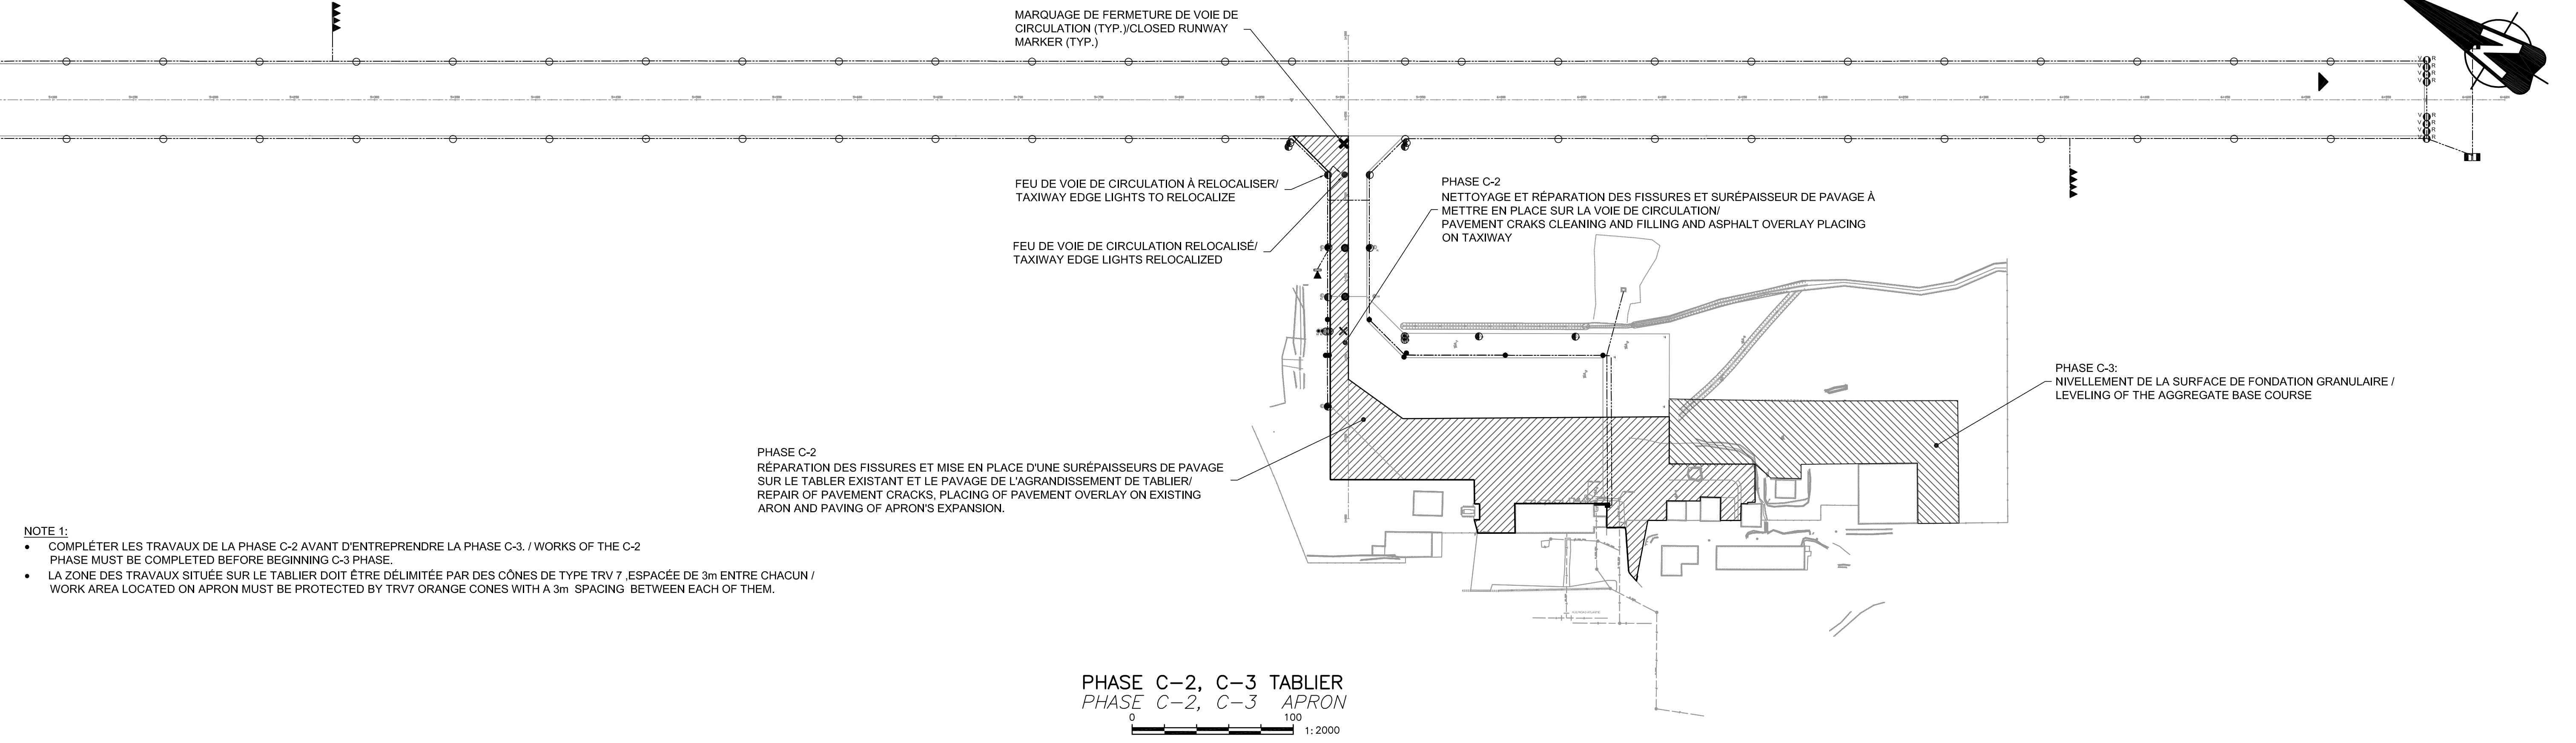 MARQUAGE DE FERMETURE DE VOIE DE
CIRCULATION (TYP.)/CLOSED RUNWAY
MARKER (TYP.)
FEU DE VOIE DE CIRCULATION À RELOCALISER/
TAXIWAY EDGE LIGHTS TO RELOCALIZE
FEU DE VOIE DE CIRCULATION RELOCALISÉ/
TAXIWAY EDGE LIGHTS RELOCALIZED
PHASE C-2
NETTOYAGE ET RÉPARATION DES FISSURES ET SURÉPAISSEUR DE PAVAGE À
METTRE EN PLACE SUR LA VOIE DE CIRCULATION/
PAVEMENT CRAKS CLEANING AND FILLING AND ASPHALT OVERLAY PLACING
ON TAXIWAY
PHASE C-3:
NIVELLEMENT DE LA SURFACE DE FONDATION GRANULAIRE /
LEVELING OF THE AGGREGATE BASE COURSE
PHASE C-2
RÉPARATION DES FISSURES ET MISE EN PLACE D'UNE SURÉPAISSEURS DE PAVAGE
SUR LE TABLER EXISTANT ET LE PAVAGE DE L'AGRANDISSEMENT DE TABLIER/
REPAIR OF PAVEMENT CRACKS, PLACING OF PAVEMENT OVERLAY ON EXISTING
ARON AND PAVING OF APRON'S EXPANSION.
NOTE 1:
• COMPLÉTER LES TRAVAUX DE LA PHASE C-2 AVANT D'ENTREPRENDRE LA PHASE C-3. / WORKS OF THE C-2
PHASE MUST BE COMPLETED BEFORE BEGINNING C-3 PHASE.
• LA ZONE DES TRAVAUX SITUÉE SUR LE TABLIER DOIT ÊTRE DÉLIMITÉE PAR DES CÔNES DE TYPE TRV 7 ,ESPACÉE DE 3m ENTRE CHACUN /
WORK AREA LOCATED ON APRON MUST BE PROTECTED BY TRV7 ORANGE CONES WITH A 3m SPACING BETWEEN EACH OF THEM.
PHASE C-2, C-3 TABLIER
PHASE C-2, C-3 APRON
0 100
1: 2000
V R
V R
V R
V R
V R
V R
V R
V R
N